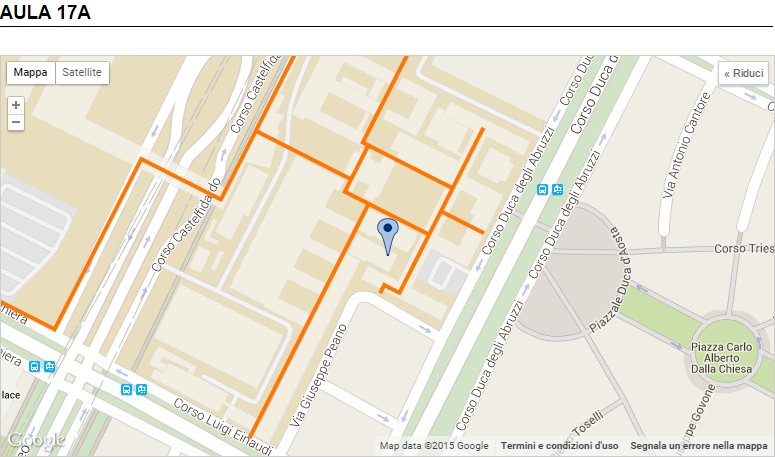 AULA 17A
Mappa
Satellite
« Riduci
+
−
Corso Castelfidardo
Corso Duca degli Abruzzi
Corso Duca degli Abruzzi
Via Antonio Cantore
Corso Castelfidardo
Corso Duca degli Abruzzi
Corso Duca degli Abruzzi
Piazzale Duca d'Aosta
Corso Tries
niera
niera
Piazza Carlo
Alberto
Dalla Chiesa
Via Giuseppe Peano
lace
Corso Luigi Einaudi
Corso Duca degli Abruzzi
Toselli
seppe Govone
Google
Map data ©2015 Google
Termini e condizioni d'uso
Segnala un errore nella mappa